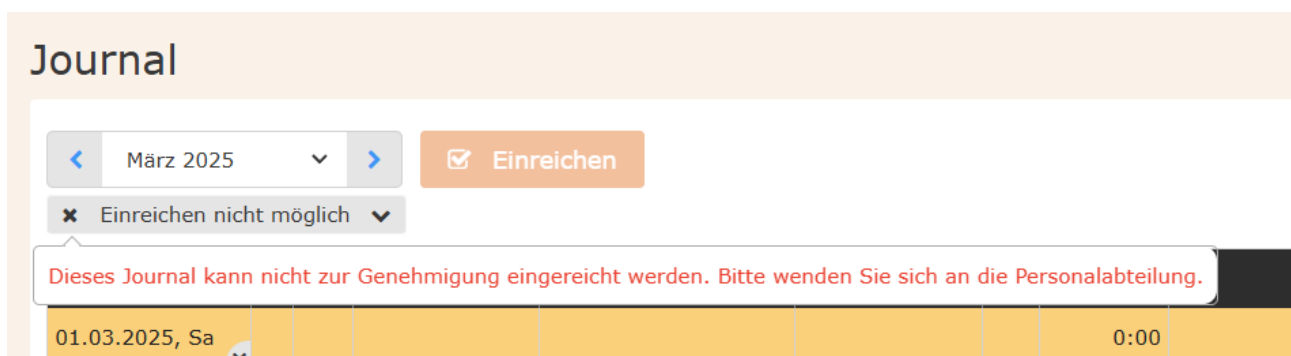 Journal
März 2025
Einreichen
Einreichen nicht möglich
Dieses Journal kann nicht zur Genehmigung eingereicht werden. Bitte wenden Sie sich an die Personalabteilung.
01.03.2025, Sa 0:00